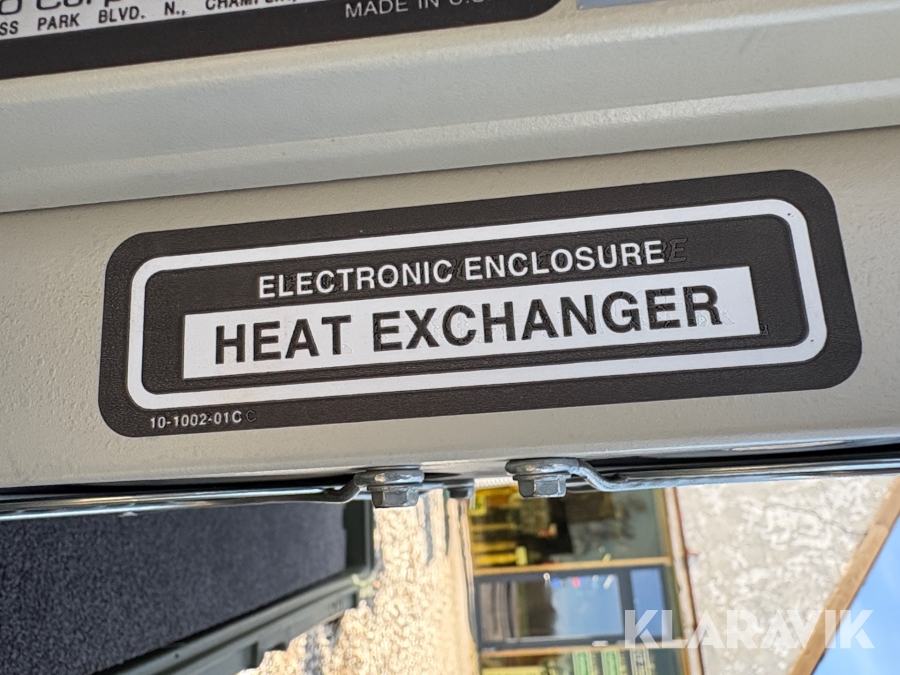 PARK BLVD. N.,
MADE IN U.S.
ELECTRONIC ENCLOSURE
HEAT EXCHANGER
10-1002-01C
KLARAVIK